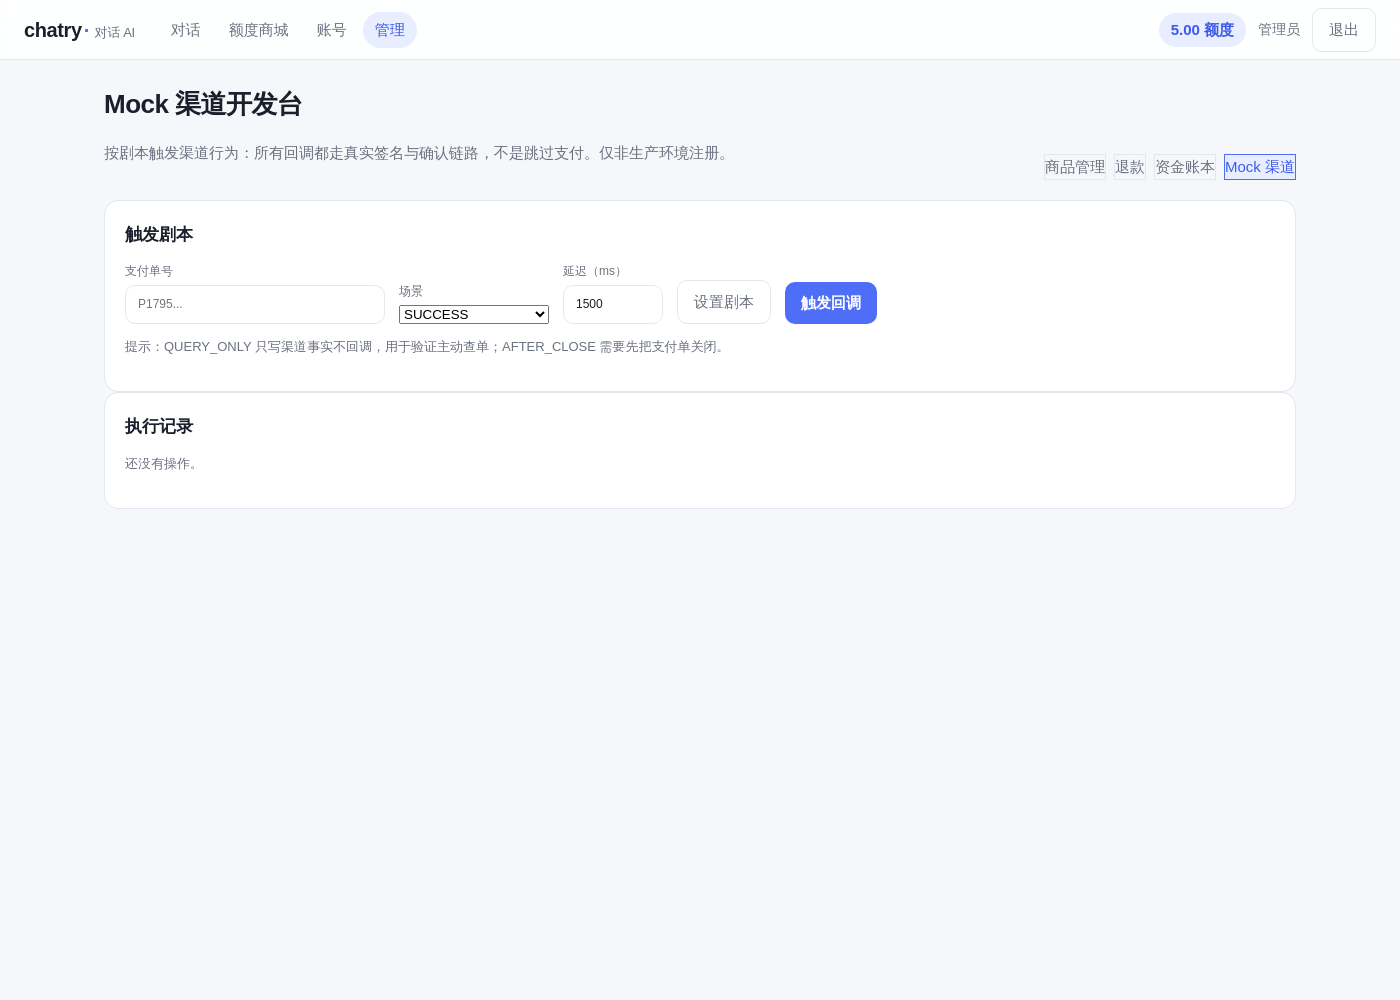 chatry · 对话 AI 对话 额度商城 账号 管理 5.00 额度 管理员 退出
Mock 渠道开发台
按剧本触发渠道行为：所有回调都走真实签名与确认链路，不是跳过支付。仅非生产环境注册。
商品管理 退款 资金账本 Mock 渠道
触发剧本
支付单号 场景 延迟（ms）
P1795... SUCCESS 1500 设置剧本 触发回调
提示：QUERY_ONLY 只写渠道事实不回调，用于验证主动查单；AFTER_CLOSE 需要先把支付单关闭。
执行记录
还没有操作。